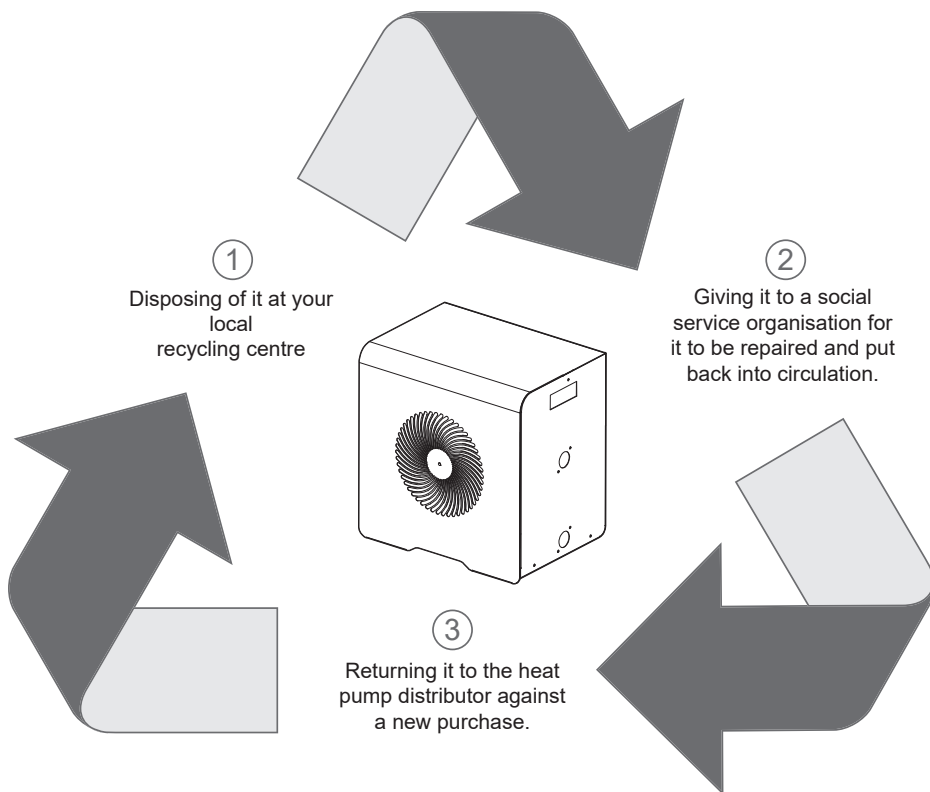 1
Disposing of it at your
local
recycling centre
2
Giving it to a social
service organisation for
it to be repaired and put
back into circulation.
3
Returning it to the heat
pump distributor against
a new purchase.